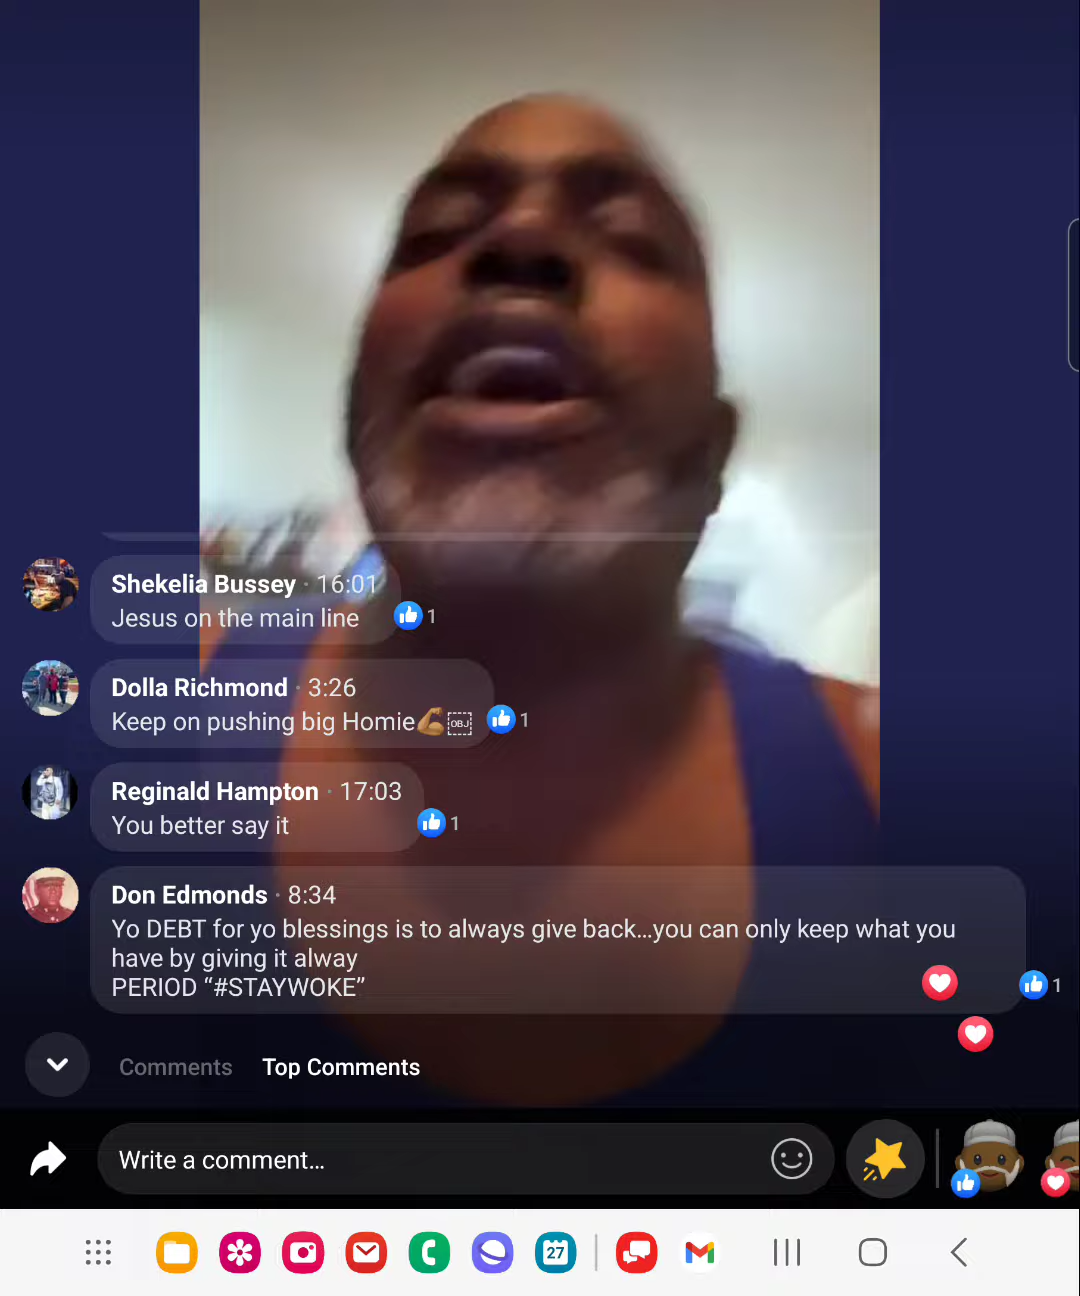 Shekelia Bussey · 16:01
Jesus on the main line
1
Dolla Richmond · 3:26
Keep on pushing big Homie💪🏾￼
1
Reginald Hampton · 17:03
You better say it
1
Don Edmonds · 8:34
Yo DEBT for yo blessings is to always give back...you can only keep what you
have by giving it alway
PERIOD “#STAYWOKE”
1
Comments Top Comments
Write a comment...
27